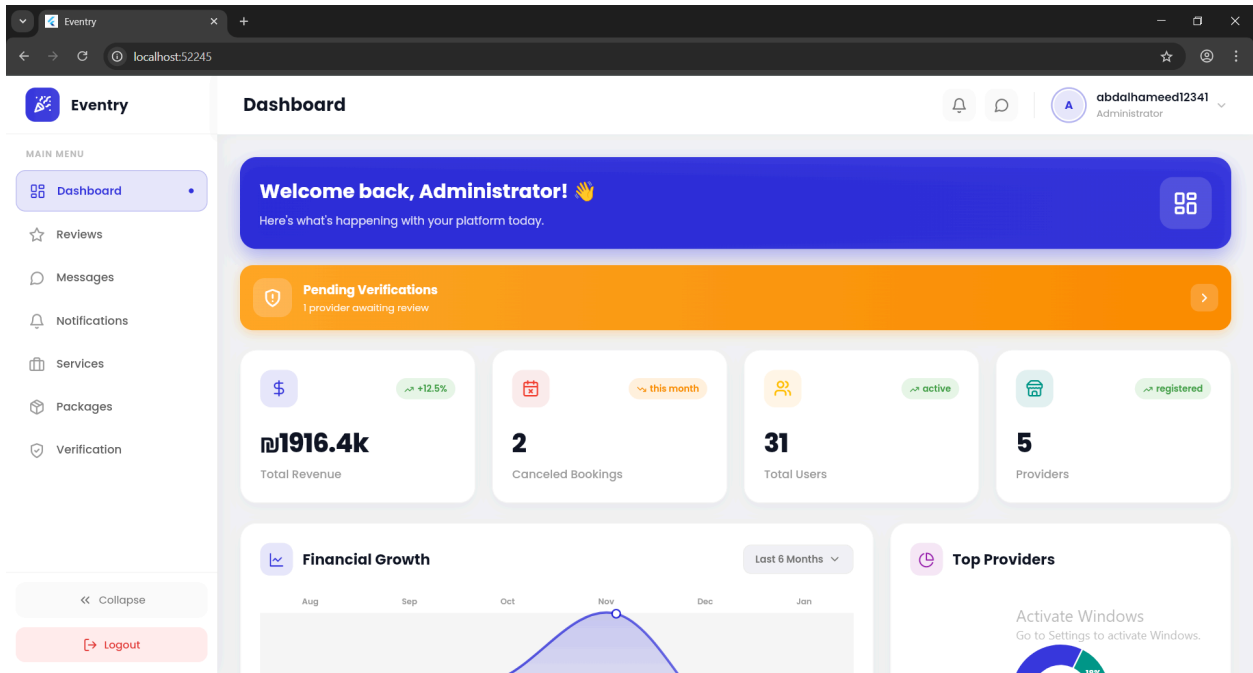 Eventry
localhost:52245
Eventry
Dashboard
A
abdalhameed12341
Administrator
MAIN MENU
Dashboard
Reviews
Messages
Notifications
Services
Packages
Verification
Collapse
Logout
Welcome back, Administrator! 👋
Here's what's happening with your platform today.
Pending Verifications
1 provider awaiting review
+12.5%
₪1916.4k
Total Revenue
this month
2
Canceled Bookings
active
31
Total Users
registered
5
Providers
Financial Growth
Last 6 Months
Aug Sep Oct Nov Dec Jan
Top Providers
18%
Activate Windows
Go to Settings to activate Windows.